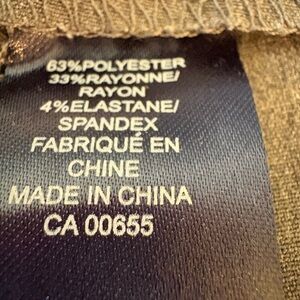 63%POLYESTER
33%RAYONNE/
RAYON
4%ELASTANE/
SPANDEX
FABRIQUÉ EN
CHINE
MADE IN CHINA
CA 00655